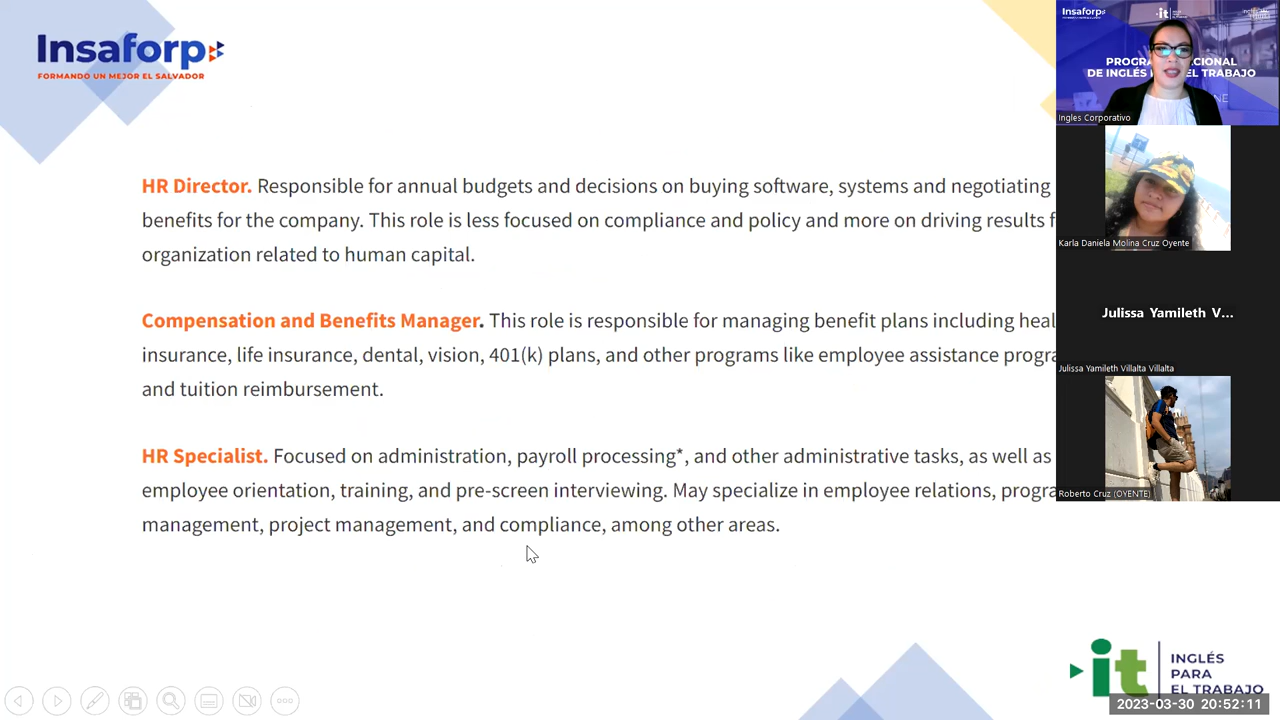 Insaforp
FORMANDO UN MEJOR EL SALVADOR
HR Director. Responsible for annual budgets and decisions on buying software, systems and negotiating
benefits for the company. This role is less focused on compliance and policy and more on driving results f
organization related to human capital.
Compensation and Benefits Manager. This role is responsible for managing benefit plans including heal
insurance, life insurance, dental, vision, 401(k) plans, and other programs like employee assistance progra
and tuition reimbursement.
HR Specialist. Focused on administration, payroll processing*, and other administrative tasks, as well as
employee orientation, training, and pre-screen interviewing. May specialize in employee relations, progra
management, project management, and compliance, among other areas.
Insaforp
it
PROGR CIONAL
DE INGLÉS EL TRABAJO
NE
Ingles Corporativo
Karla Daniela Molina Cruz Oyente
Julissa Yamileth V...
Julissa Yamileth Villalta Villalta
Roberto Cruz (OYENTE)
it
INGLÉS
PARA
EL TRABAJO
2023-03-30 20:52:11